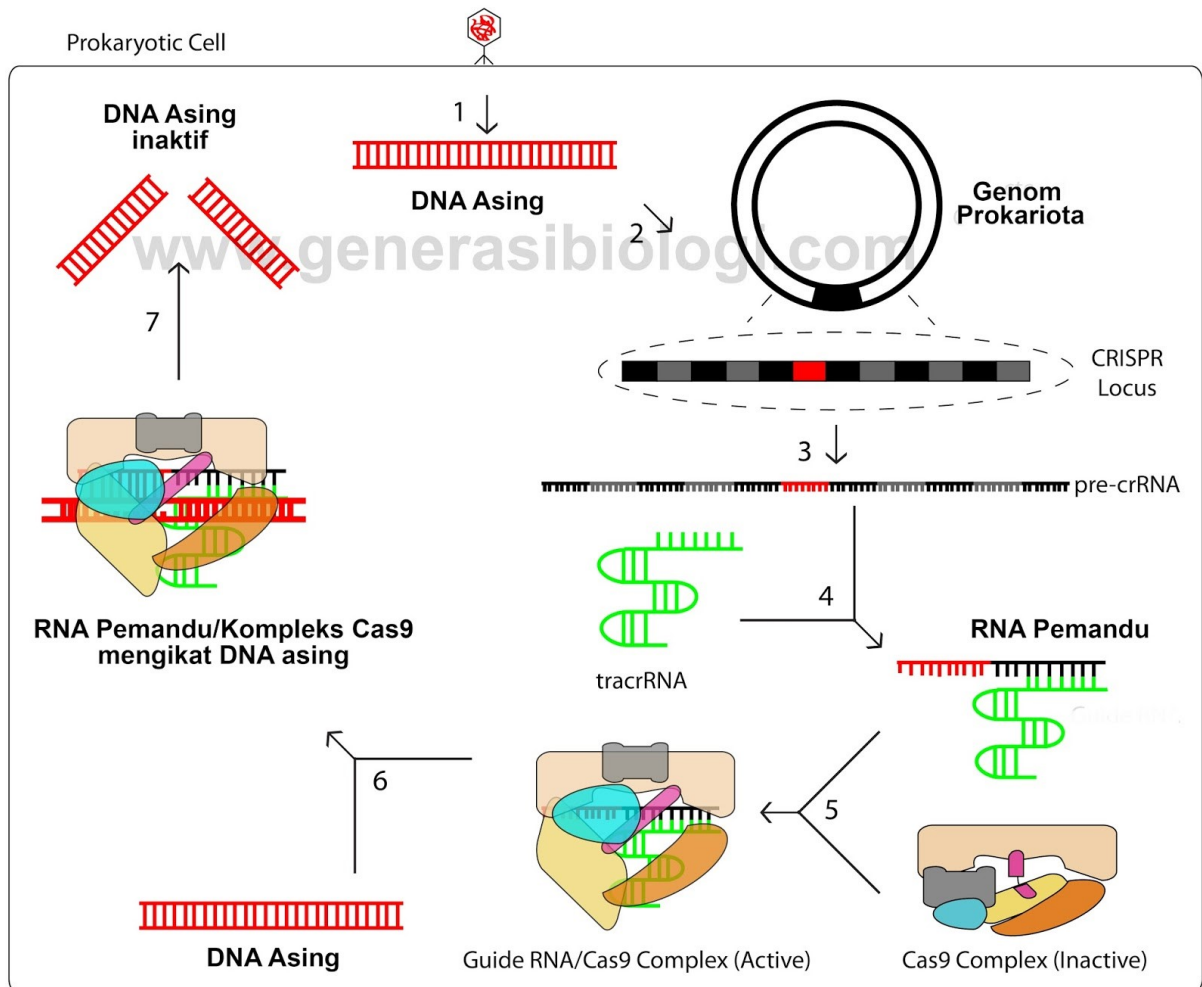 Prokaryotic Cell
DNA Asing
inaktif
1
DNA Asing
2
Genom
Prokariota
www.generasibiologi.com
7
CRISPR
Locus
3
pre-crRNA
4
RNA Pemandu/Kompleks Cas9
mengikat DNA asing
tracrRNA
RNA Pemandu
6
5
DNA Asing
Guide RNA/Cas9 Complex (Active)
Cas9 Complex (Inactive)